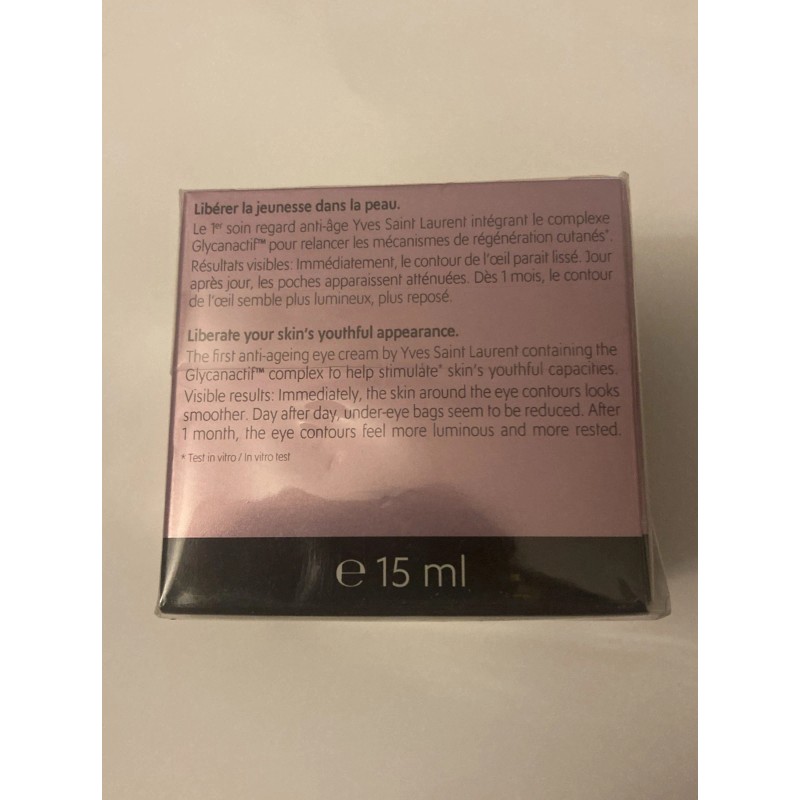 Libérer la jeunesse dans la peau.
Le 1er soin regard anti-âge Yves Saint Laurent intégrant le complexe
Glycanactif™ pour relancer les mécanismes de régénération cutanés*.
Résultats visibles: Immédiatement, le contour de l'œil parait lissé. Jour
après jour, les poches apparaissent atténuées. Dès 1 mois, le contour
de l'œil semble plus lumineux, plus reposé.
Liberate your skin's youthful appearance.
The first anti-ageing eye cream by Yves Saint Laurent containing the
Glycanactif™ complex to help stimulate* skin's youthful capacities.
Visible results: Immediately, the skin around the eye contours looks
smoother. Day after day, under-eye bags seem to be reduced. After
1 month, the eye contours feel more luminous and more rested.
* Test in vitro / In vitro test
℮ 15 ml